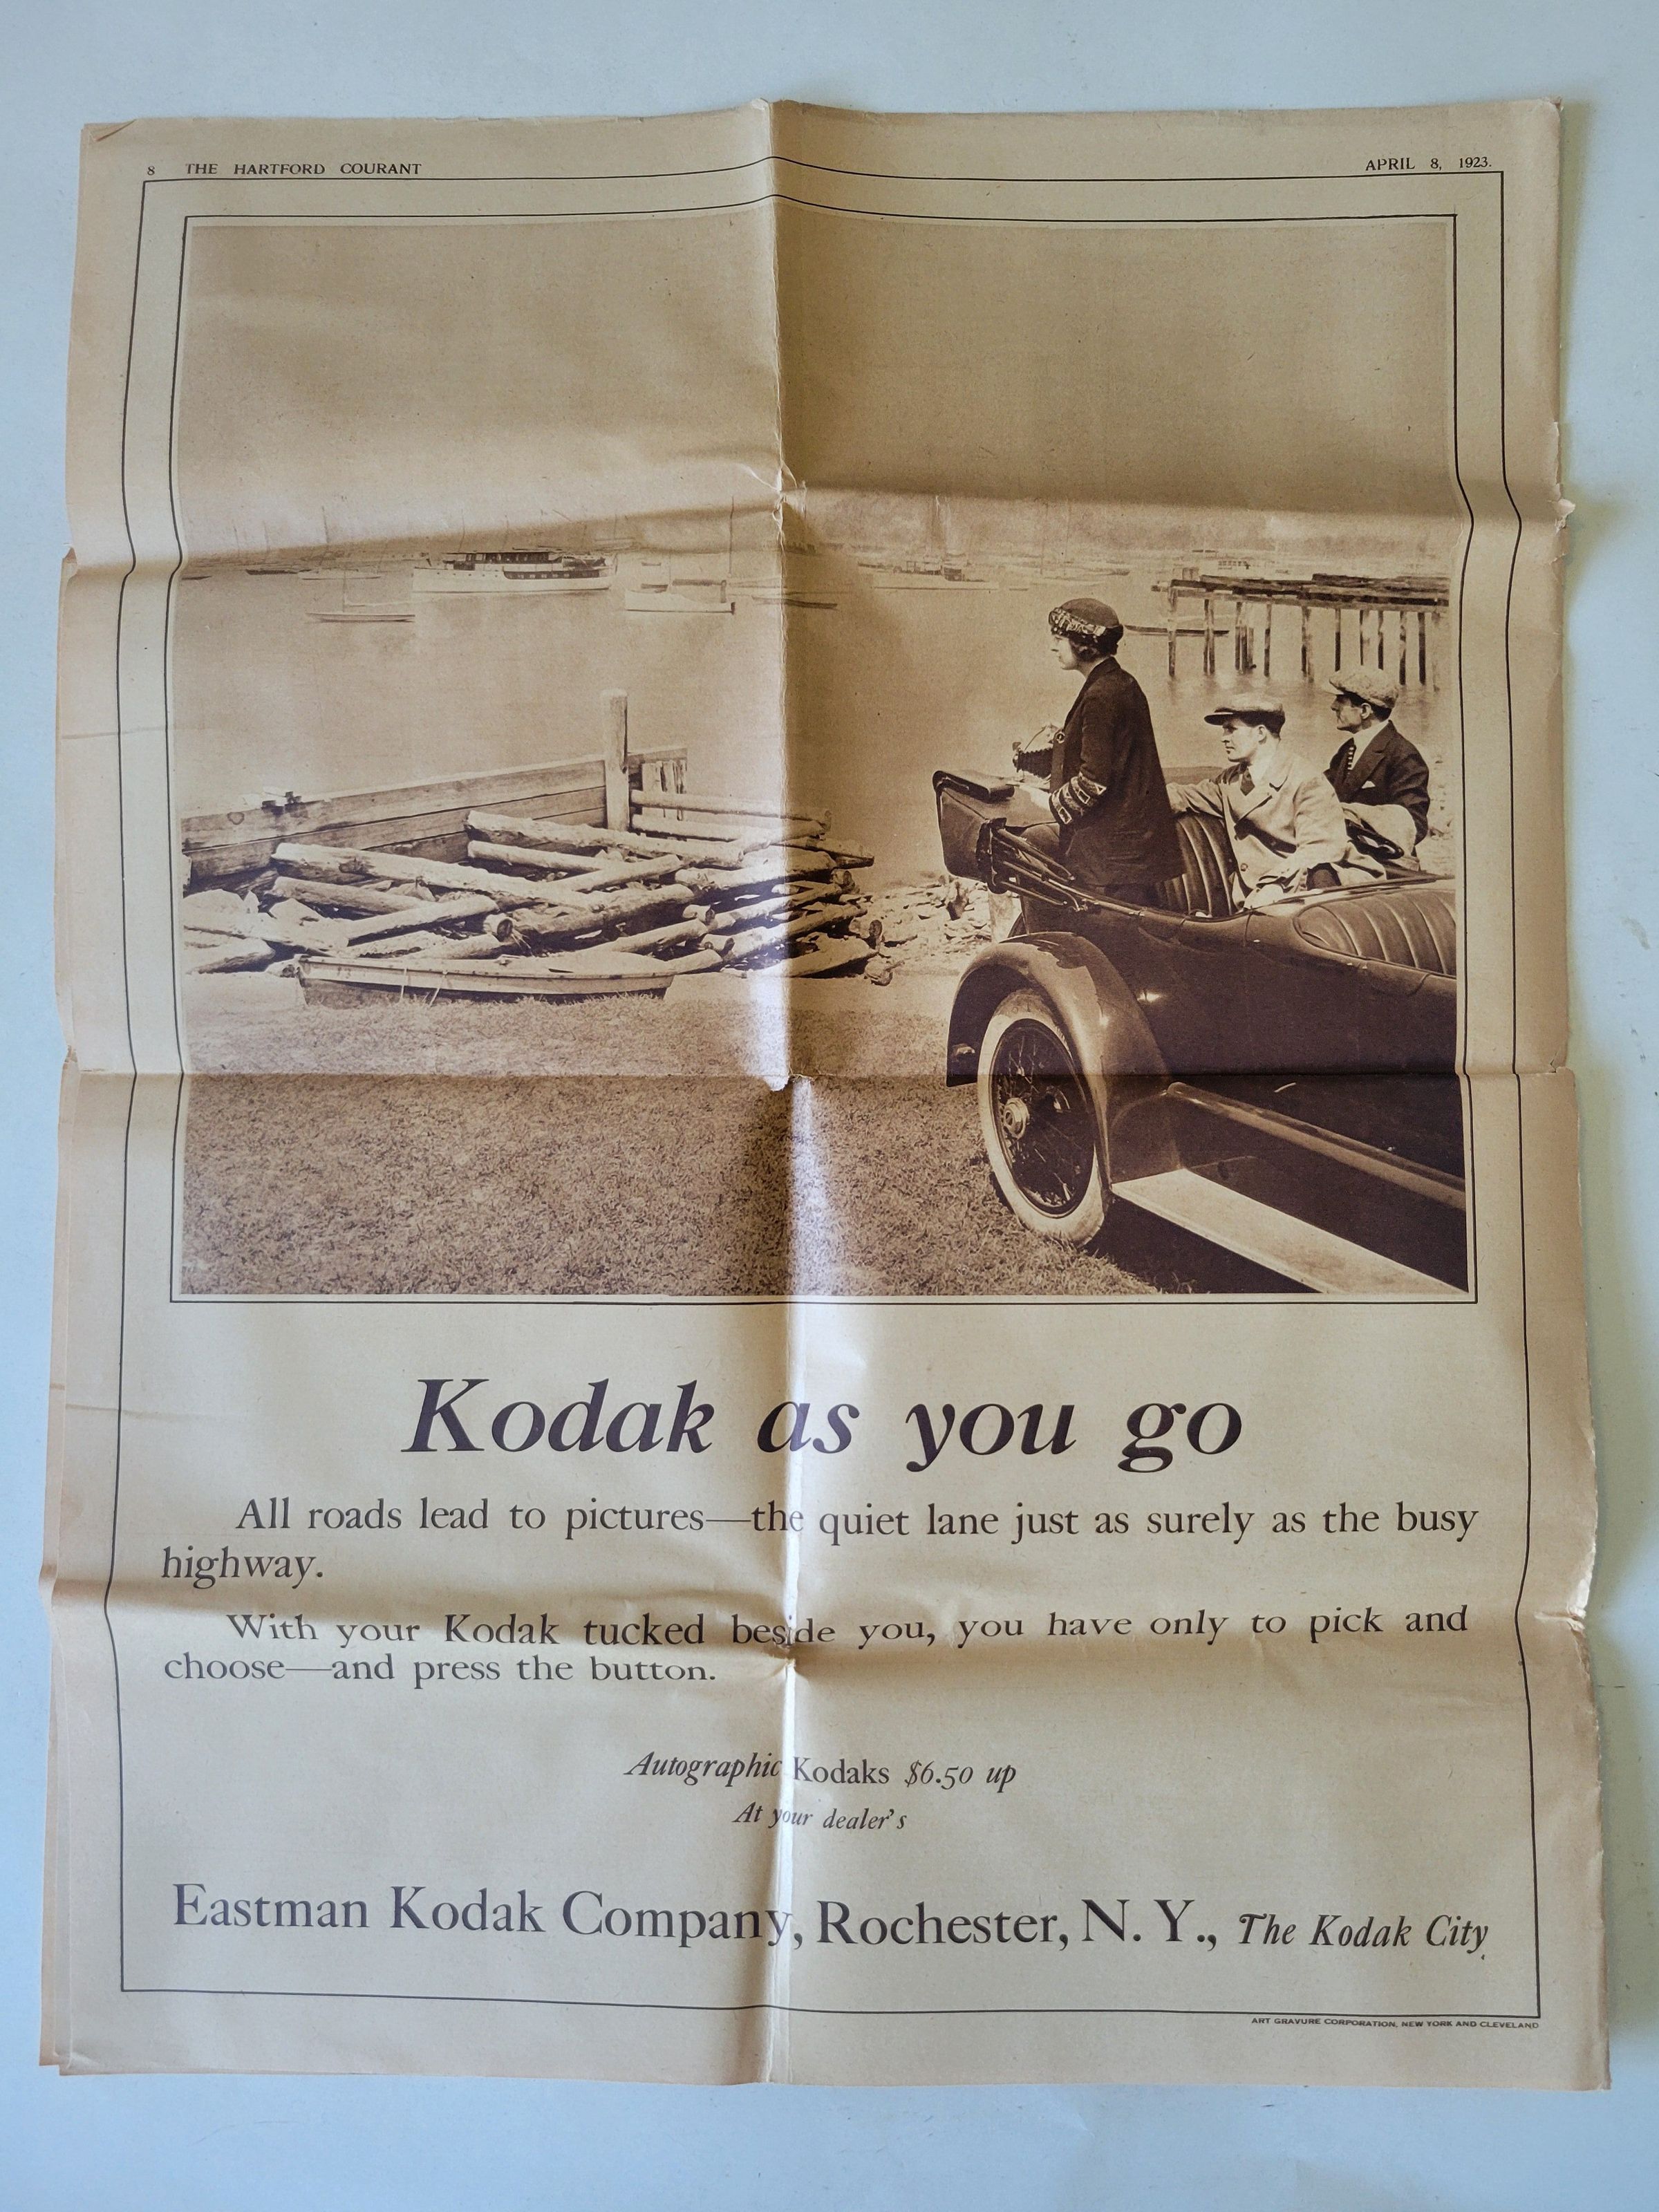 8 THE HARTFORD COURANT
APRIL 8, 1923.
Kodak as you go
All roads lead to pictures—the quiet lane just as surely as the busy
highway.
With your Kodak tucked beside you, you have only to pick and
choose—and press the button.
Autographic Kodaks $6.50 up
At your dealer's
Eastman Kodak Company, Rochester, N. Y., The Kodak City
ART GRAVURE CORPORATION, NEW YORK AND CLEVELAND